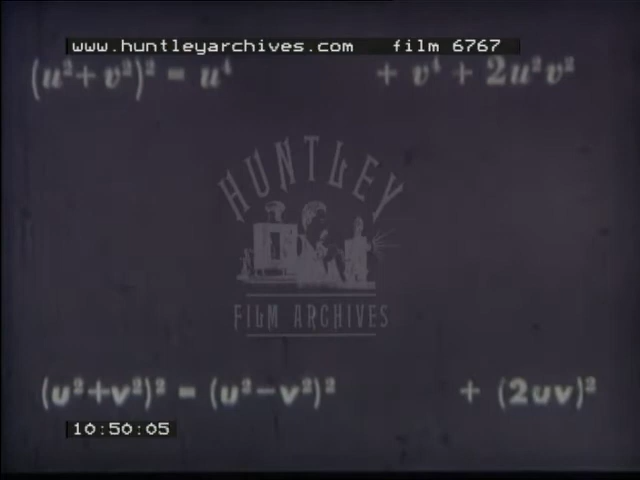 www.huntleyarchives.com film 6767
(u²+v²)² = u⁴ + v⁴ + 2u²v²
HUNTLEY
FILM ARCHIVES
(u²+v²)² = (u²−v²)² + (2uv)²
10:50:05